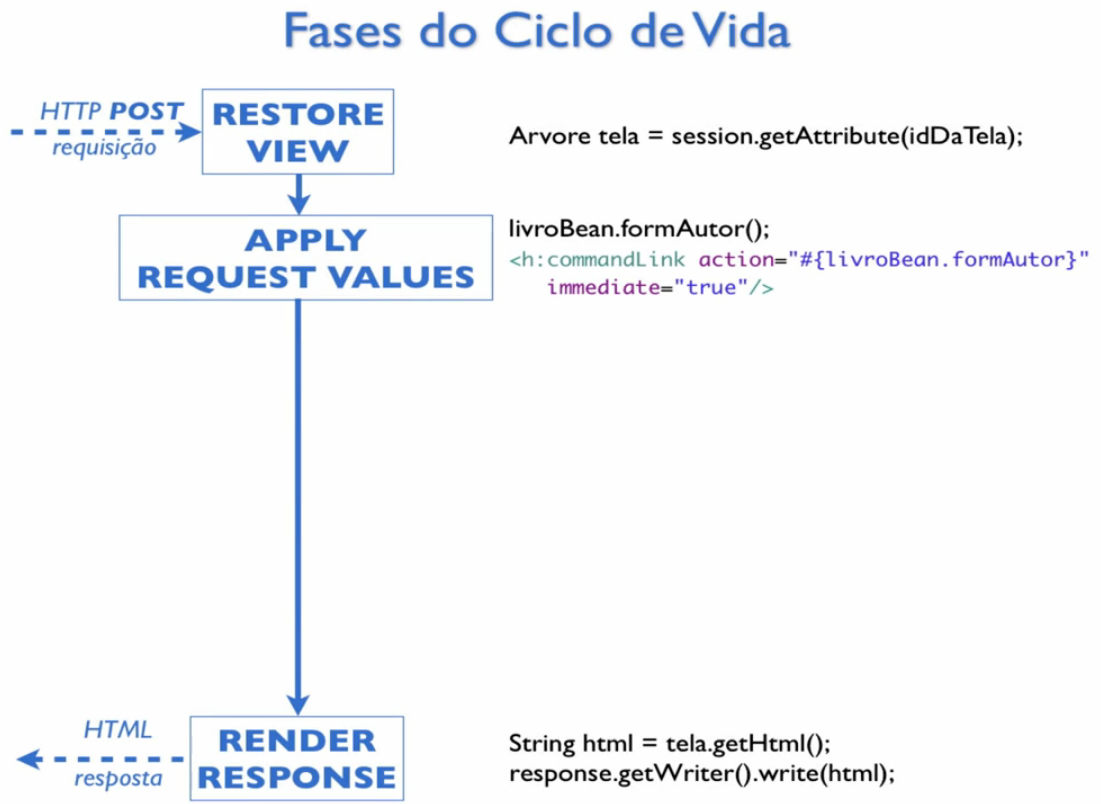 Fases do Ciclo de Vida
HTTP POST
requisição
RESTORE
VIEW
Arvore tela = session.getAttribute(idDaTela);
APPLY
REQUEST VALUES
livroBean.formAutor();
<h:commandLink action="#{livroBean.formAutor}"
immediate="true"/>
HTML
resposta
RENDER
RESPONSE
String html = tela.getHtml();
response.getWriter().write(html);